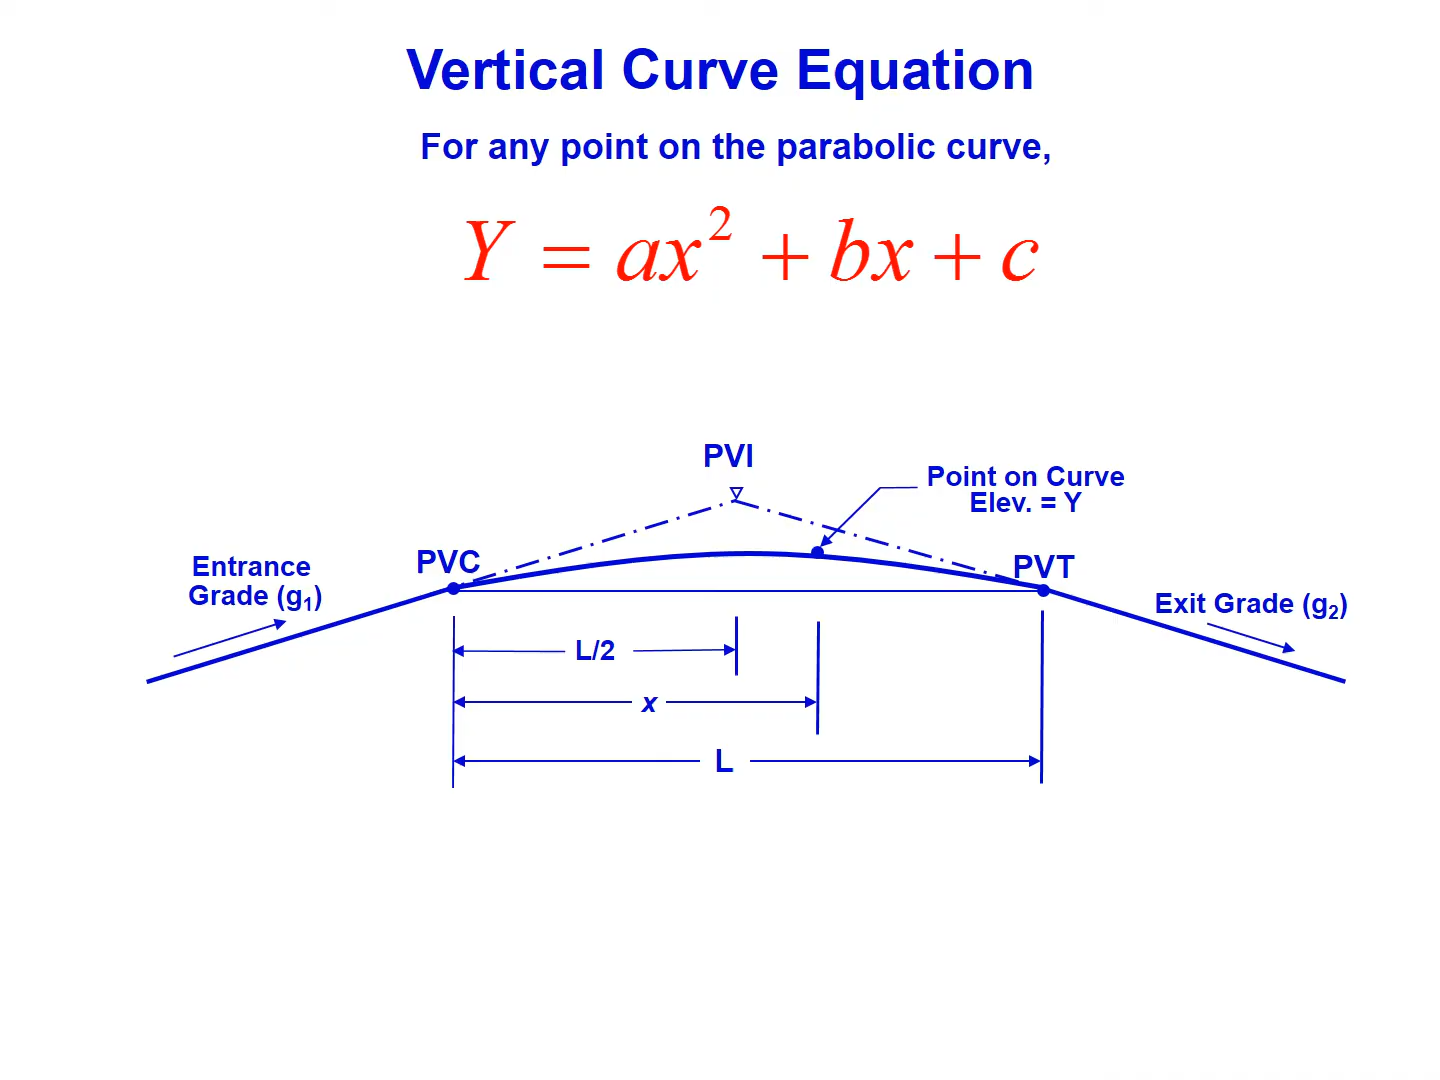 Vertical Curve Equation
For any point on the parabolic curve,
Y = ax² + bx + c
PVI
Point on Curve
Elev. = Y
PVC
PVT
Entrance
Grade (g₁)
Exit Grade (g₂)
L/2
x
L